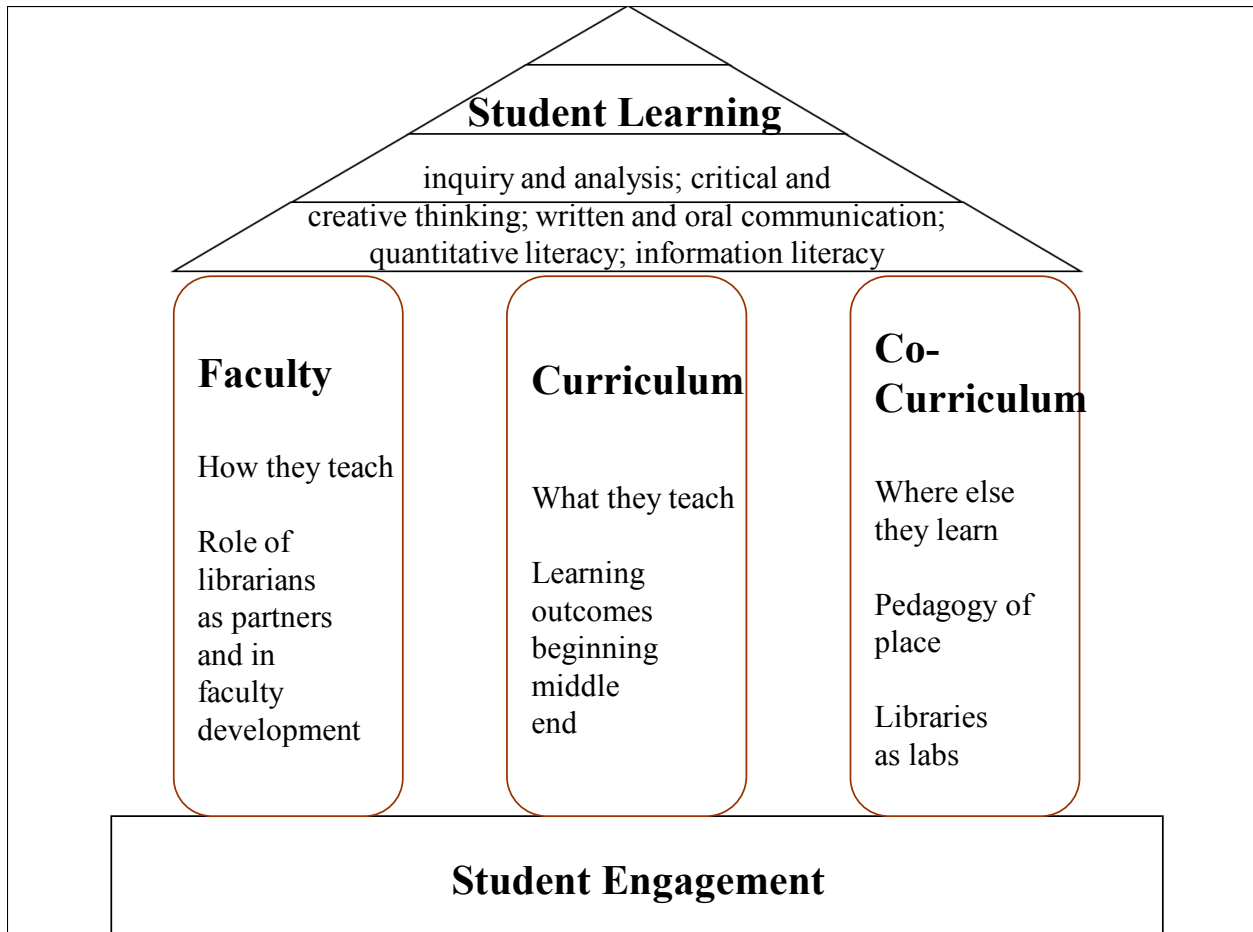 Student Learning
inquiry and analysis; critical and
creative thinking; written and oral communication;
quantitative literacy; information literacy
Faculty
How they teach
Role of
librarians
as partners
and in
faculty
development
Curriculum
What they teach
Learning
outcomes
beginning
middle
end
Co-
Curriculum
Where else
they learn
Pedagogy of
place
Libraries
as labs
Student Engagement